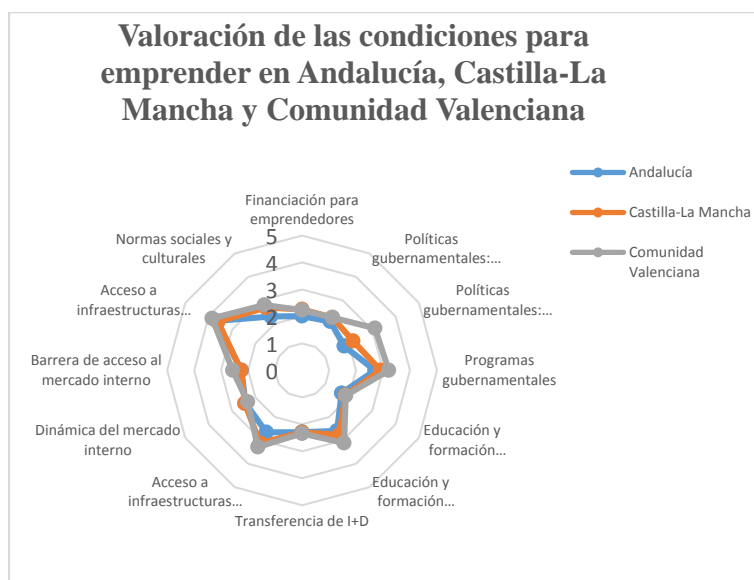 Valoración de las condiciones para
emprender en Andalucía, Castilla-La
Mancha y Comunidad Valenciana
Andalucía
Castilla-La Mancha
Comunidad
Valenciana
Financiación para
emprendedores
Políticas
gubernamentales:...
Políticas
gubernamentales:...
Programas
gubernamentales
Educación y
formación...
Educación y
formación...
Transferencia de I+D
Acceso a
infraestructuras...
Dinámica del mercado
interno
Barrera de acceso al
mercado interno
Acceso a
infraestructuras...
Normas sociales y
culturales
5
4
3
2
1
0